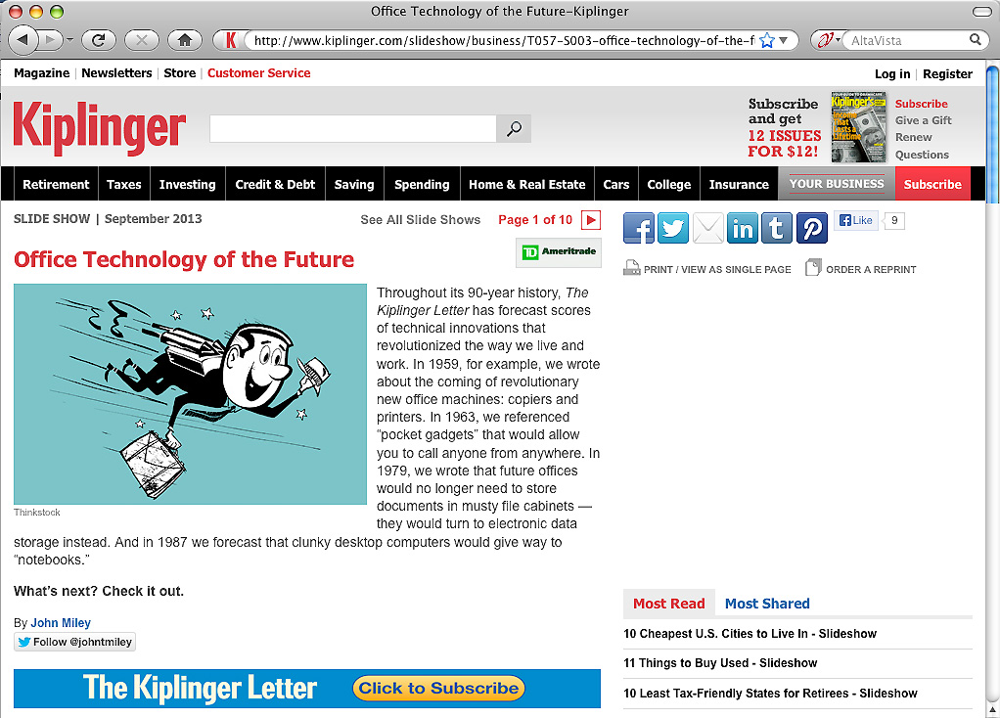 Office Technology of the Future–Kiplinger
K http://www.kiplinger.com/slideshow/business/T057-S003-office-technology-of-the-f
AltaVista
Magazine | Newsletters | Store | Customer Service
Log in | Register
Kiplinger
Subscribe
and get
12 ISSUES
FOR $12!
Kiplinger's
Subscribe
Give a Gift
Renew
Questions
Retirement Taxes Investing Credit & Debt Saving Spending Home & Real Estate Cars College Insurance YOUR BUSINESS Subscribe
SLIDE SHOW | September 2013
See All Slide Shows
Page 1 of 10
Like 9
Office Technology of the Future
TD Ameritrade
PRINT / VIEW AS SINGLE PAGE
ORDER A REPRINT
Throughout its 90-year history, The
Kiplinger Letter has forecast scores
of technical innovations that
revolutionized the way we live and
work. In 1959, for example, we wrote
about the coming of revolutionary
new office machines: copiers and
printers. In 1963, we referenced
“pocket gadgets” that would allow
you to call anyone from anywhere. In
1979, we wrote that future offices
would no longer need to store
documents in musty file cabinets —
they would turn to electronic data
storage instead. And in 1987 we forecast that clunky desktop computers would give way to
“notebooks.”
Thinkstock
What's next? Check it out.
By John Miley
Follow @johntmiley
The Kiplinger Letter
Click to Subscribe
Most Read
Most Shared
10 Cheapest U.S. Cities to Live In - Slideshow
11 Things to Buy Used - Slideshow
10 Least Tax-Friendly States for Retirees - Slideshow